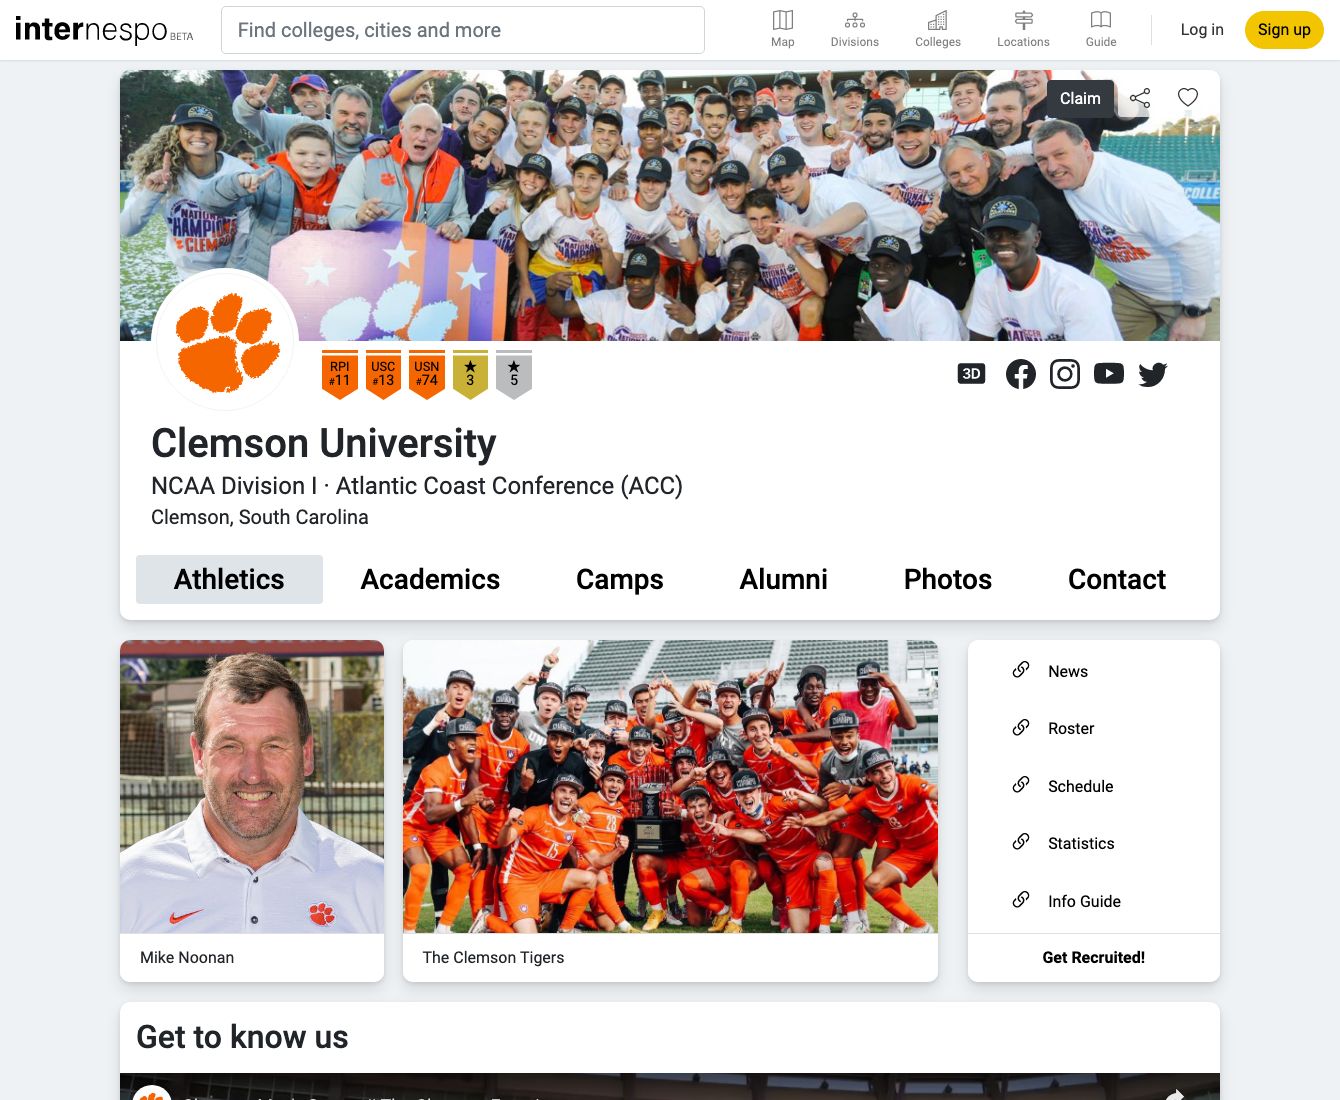 internespo BETA
Find colleges, cities and more
Map
Divisions
Colleges
Locations
Guide
Log in
Sign up
Claim
RPI
#11
USC
#13
USN
#74
★
3
★
5
3D
Clemson University
NCAA Division I · Atlantic Coast Conference (ACC)
Clemson, South Carolina
Athletics
Academics
Camps
Alumni
Photos
Contact
Mike Noonan
The Clemson Tigers
News
Roster
Schedule
Statistics
Info Guide
Get Recruited!
Get to know us